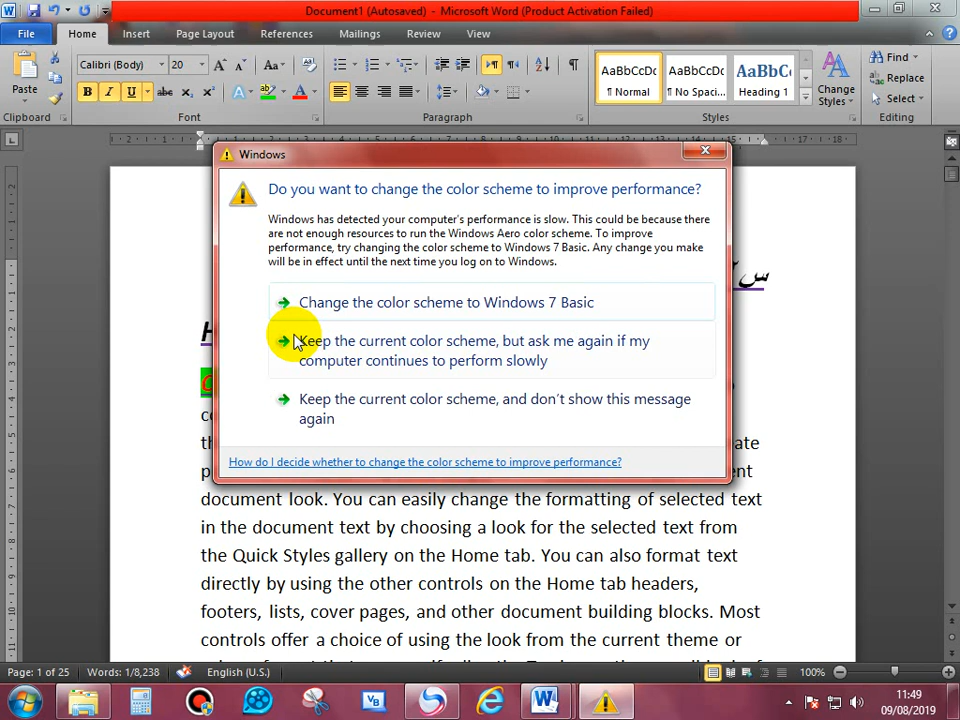 Document1 (Autosaved) - Microsoft Word (Product Activation Failed)
File Home Insert Page Layout References Mailings Review View
Paste
Calibri (Body) 20 Aa
B I U abc x₂ x² A ab A
AaBbCcDc AaBbCcDc AaBbCc
¶ Normal ¶ No Spaci... Heading 1
Change Styles
Find
Replace
Select
Clipboard Font Paragraph Styles Editing
Windows
Do you want to change the color scheme to improve performance?
Windows has detected your computer's performance is slow. This could be because there
are not enough resources to run the Windows Aero color scheme. To improve
performance, try changing the color scheme to Windows 7 Basic. Any change you make
will be in effect until the next time you log on to Windows.
Change the color scheme to Windows 7 Basic
Keep the current color scheme, but ask me again if my
computer continues to perform slowly
Keep the current color scheme, and don't show this message
again
How do I decide whether to change the color scheme to improve performance?
document look. You can easily change the formatting of selected text
in the document text by choosing a look for the selected text from
the Quick Styles gallery on the Home tab. You can also format text
directly by using the other controls on the Home tab headers,
footers, lists, cover pages, and other document building blocks. Most
controls offer a choice of using the look from the current theme or
Page: 1 of 25 Words: 1/8,238 English (U.S.) 100%
11:49
09/08/2019